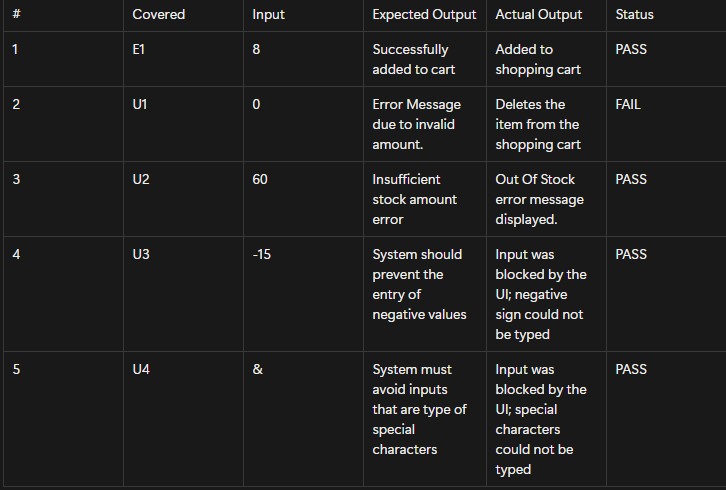 # Covered Input Expected Output Actual Output Status
1 E1 8 Successfully added to cart Added to shopping cart PASS
2 U1 0 Error Message due to invalid amount. Deletes the item from the shopping cart FAIL
3 U2 60 Insufficient stock amount error Out Of Stock error message displayed. PASS
4 U3 -15 System should prevent the entry of negative values Input was blocked by the UI; negative sign could not be typed PASS
5 U4 & System must avoid inputs that are type of special characters Input was blocked by the UI; special characters could not be typed PASS